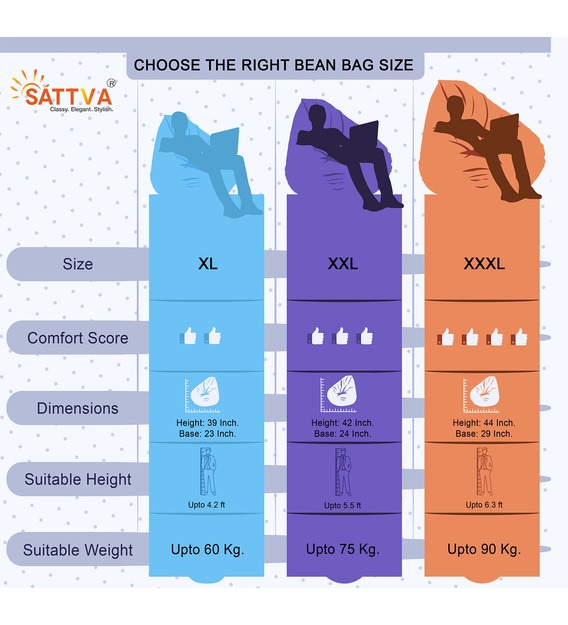 CHOOSE THE RIGHT BEAN BAG SIZE
SATTVA®
Classy. Elegant. Stylish.
Size XL XXL XXXL
Comfort Score
Dimensions
Height: 39 Inch. Height: 42 Inch. Height: 44 Inch.
Base: 23 Inch. Base: 24 Inch. Base: 29 Inch.
Suitable Height
Upto 4.2 ft Upto 5.5 ft Upto 6.3 ft
Suitable Weight Upto 60 Kg. Upto 75 Kg. Upto 90 Kg.